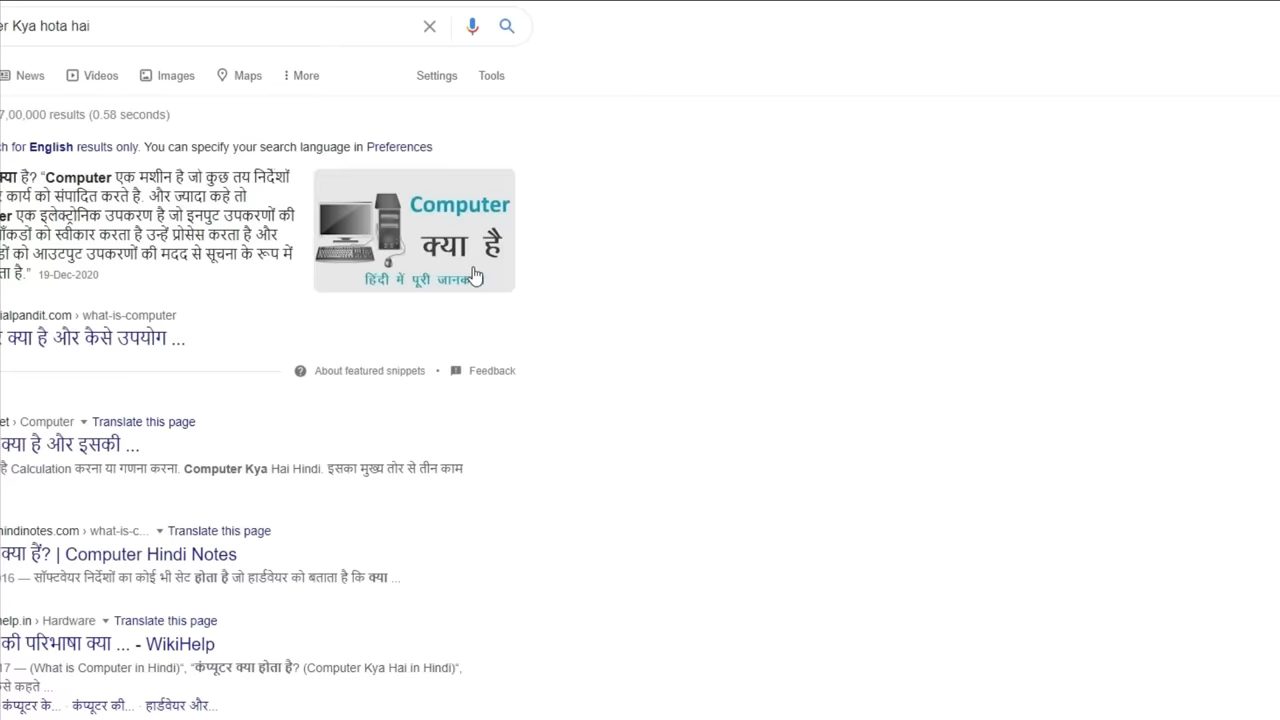 er Kya hota hai
News Videos Images Maps More Settings Tools
7,00,000 results (0.58 seconds)
ch for English results only. You can specify your search language in Preferences
क्या है? “Computer एक मशीन है जो कुछ तय निर्देशों
कार्य को संपादित करते है. और ज्यादा कहे तो
er एक इलेक्ट्रोनिक उपकरण है जो इनपुट उपकरणों की
आँकडों को स्वीकार करता है उन्हें प्रोसेस करता है और
डों को आउटपुट उपकरणों की मदद से सूचना के रूप में
ता है.” 19-Dec-2020
Computer
क्या है
हिंदी में पूरी जानक
ialpandit.com › what-is-computer
क्या है और कैसे उपयोग ...
About featured snippets • Feedback
et › Computer Translate this page
क्या है और इसकी ...
है Calculation करना या गणना करना. Computer Kya Hai Hindi. इसका मुख्य तोर से तीन काम
hindinotes.com › what-is-c... Translate this page
क्या हैं? | Computer Hindi Notes
16 — सॉफ्टवेयर निर्देशों का कोई भी सेट होता है जो हार्डवेयर को बताता है कि क्या ...
help.in › Hardware Translate this page
की परिभाषा क्या ... - WikiHelp
17 — (What is Computer in Hindi)“, “कंप्यूटर क्या होता है? (Computer Kya Hai in Hindi)“,
से कहते ...
कंप्यूटर के... · कंप्यूटर की... · हार्डवेयर और...